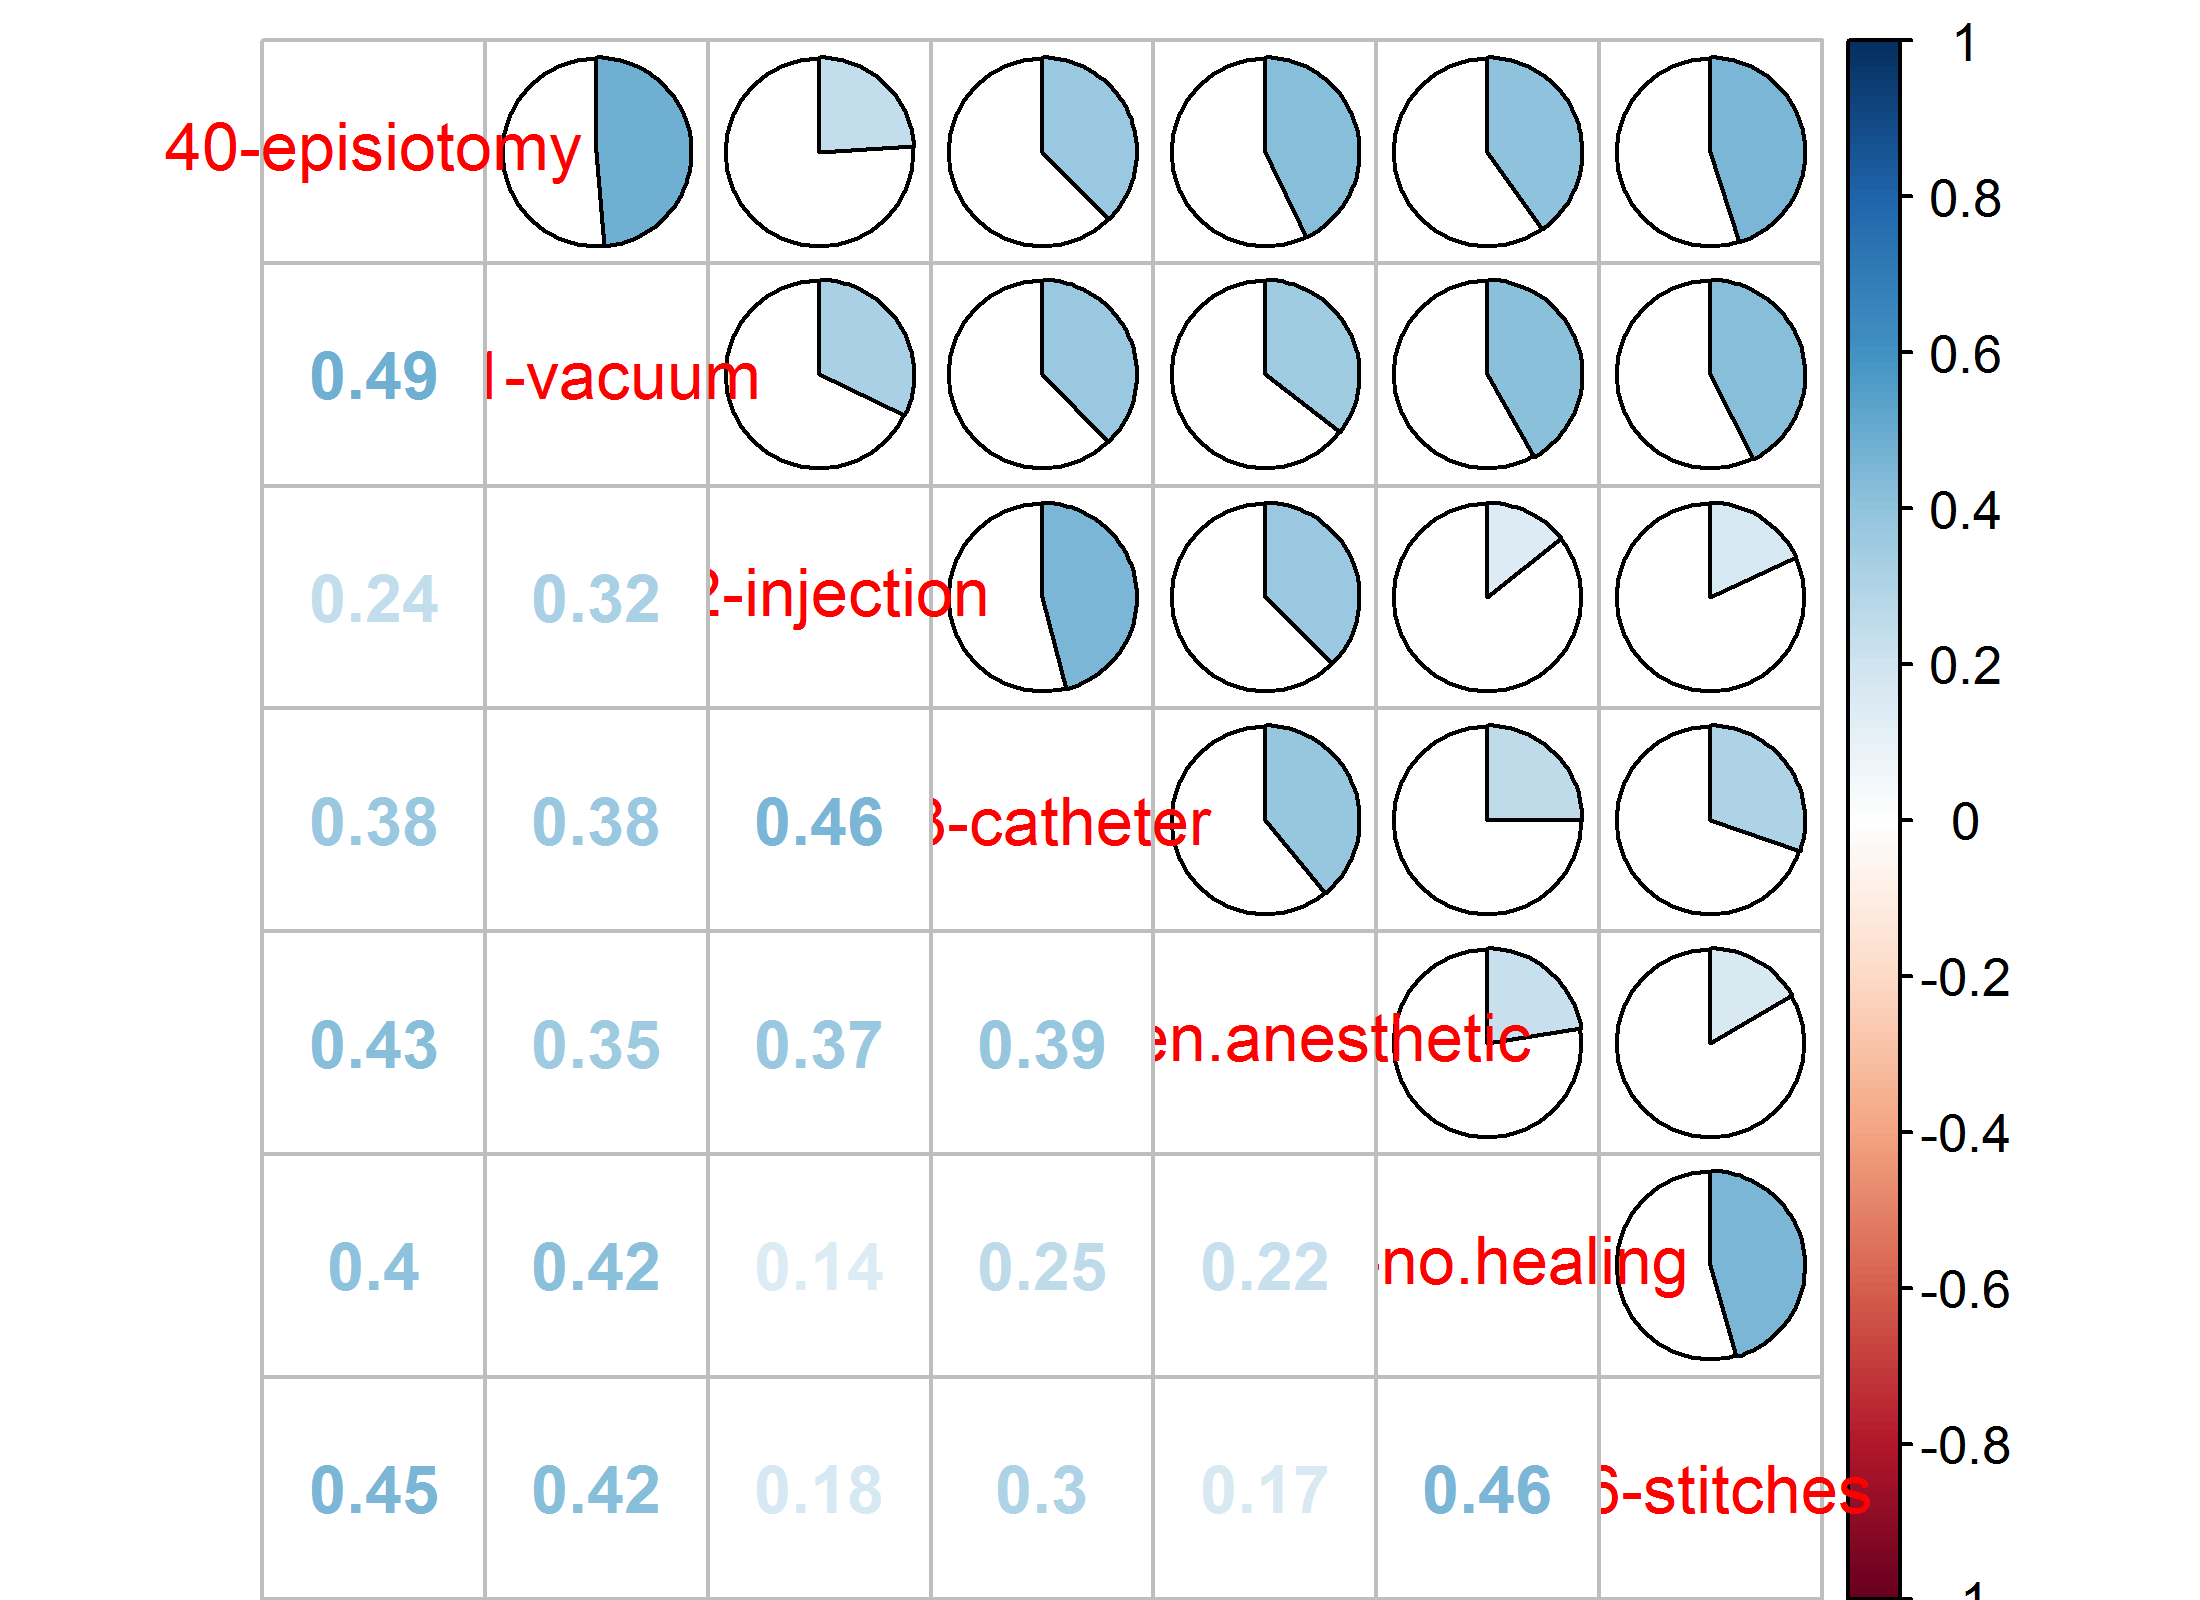 1
40-episiotomy
0.8
0.49 1-vacuum
0.6
0.4
0.24 0.32 2-injection
0.2
0.38 0.38 0.46 3-catheter
0
-0.2
0.43 0.35 0.37 0.39 en.anesthetic
-0.4
0.4 0.42 0.14 0.25 0.22 -no.healing
-0.6
-0.8
0.45 0.42 0.18 0.3 0.17 0.46 6-stitches
1